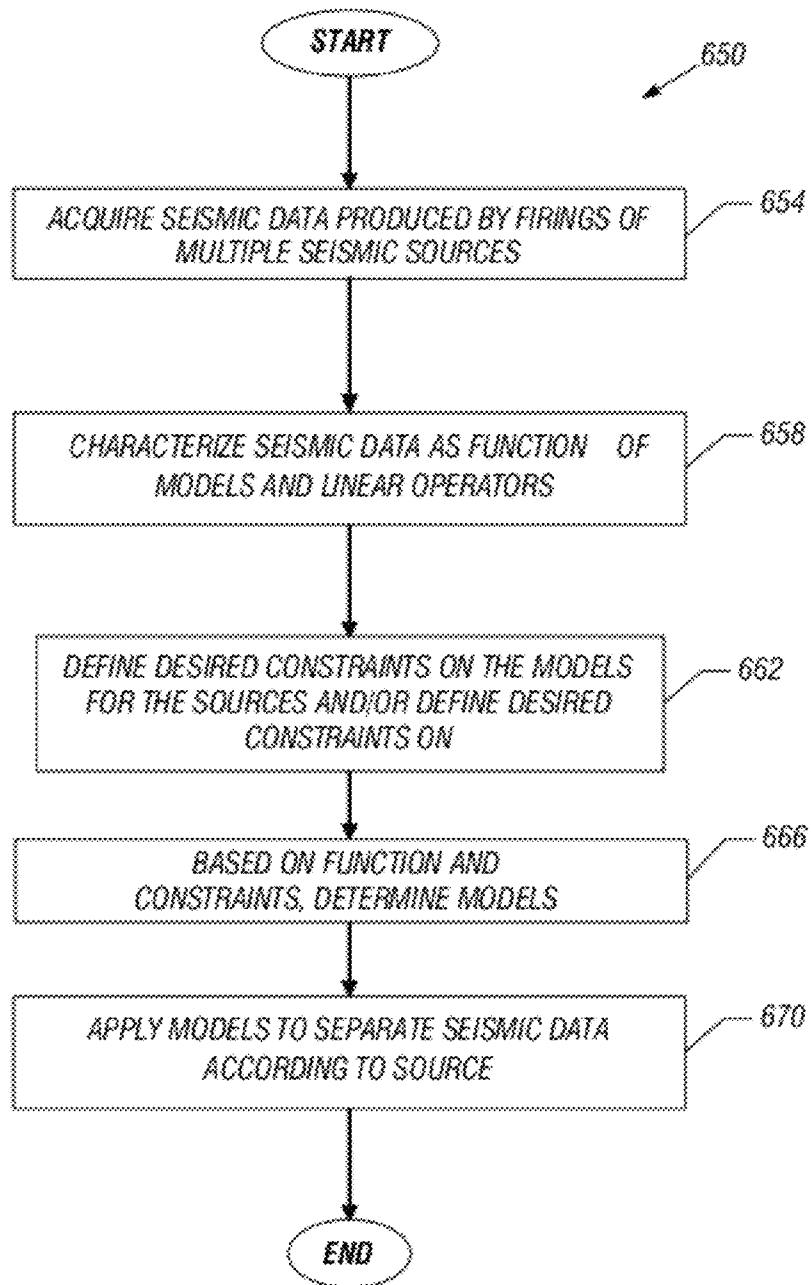 START
650
ACQUIRE SEISMIC DATA PRODUCED BY FIRINGS OF
MULTIPLE SEISMIC SOURCES
654
CHARACTERIZE SEISMIC DATA AS FUNCTION OF
MODELS AND LINEAR OPERATORS
658
DEFINE DESIRED CONSTRAINTS ON THE MODELS
FOR THE SOURCES AND/OR DEFINE DESIRED
CONSTRAINTS ON
662
BASED ON FUNCTION AND
CONSTRAINTS, DETERMINE MODELS
666
APPLY MODELS TO SEPARATE SEISMIC DATA
ACCORDING TO SOURCE
670
END